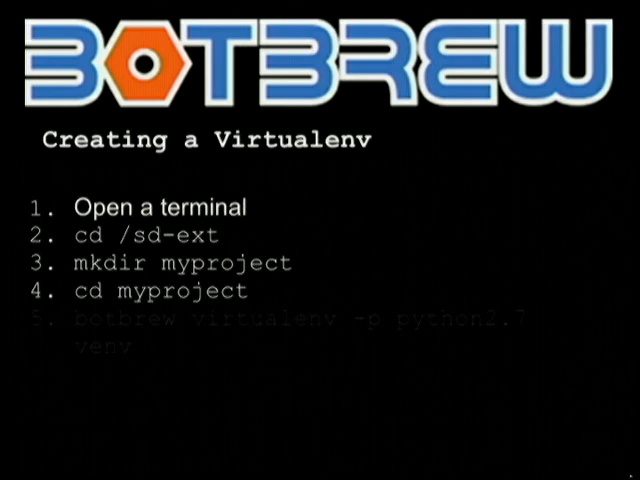 BOTBREW
Creating a Virtualenv
1. Open a terminal
2. cd /sd-ext
3. mkdir myproject
4. cd myproject
5. botbrew virtualenv -p python2.7
venv